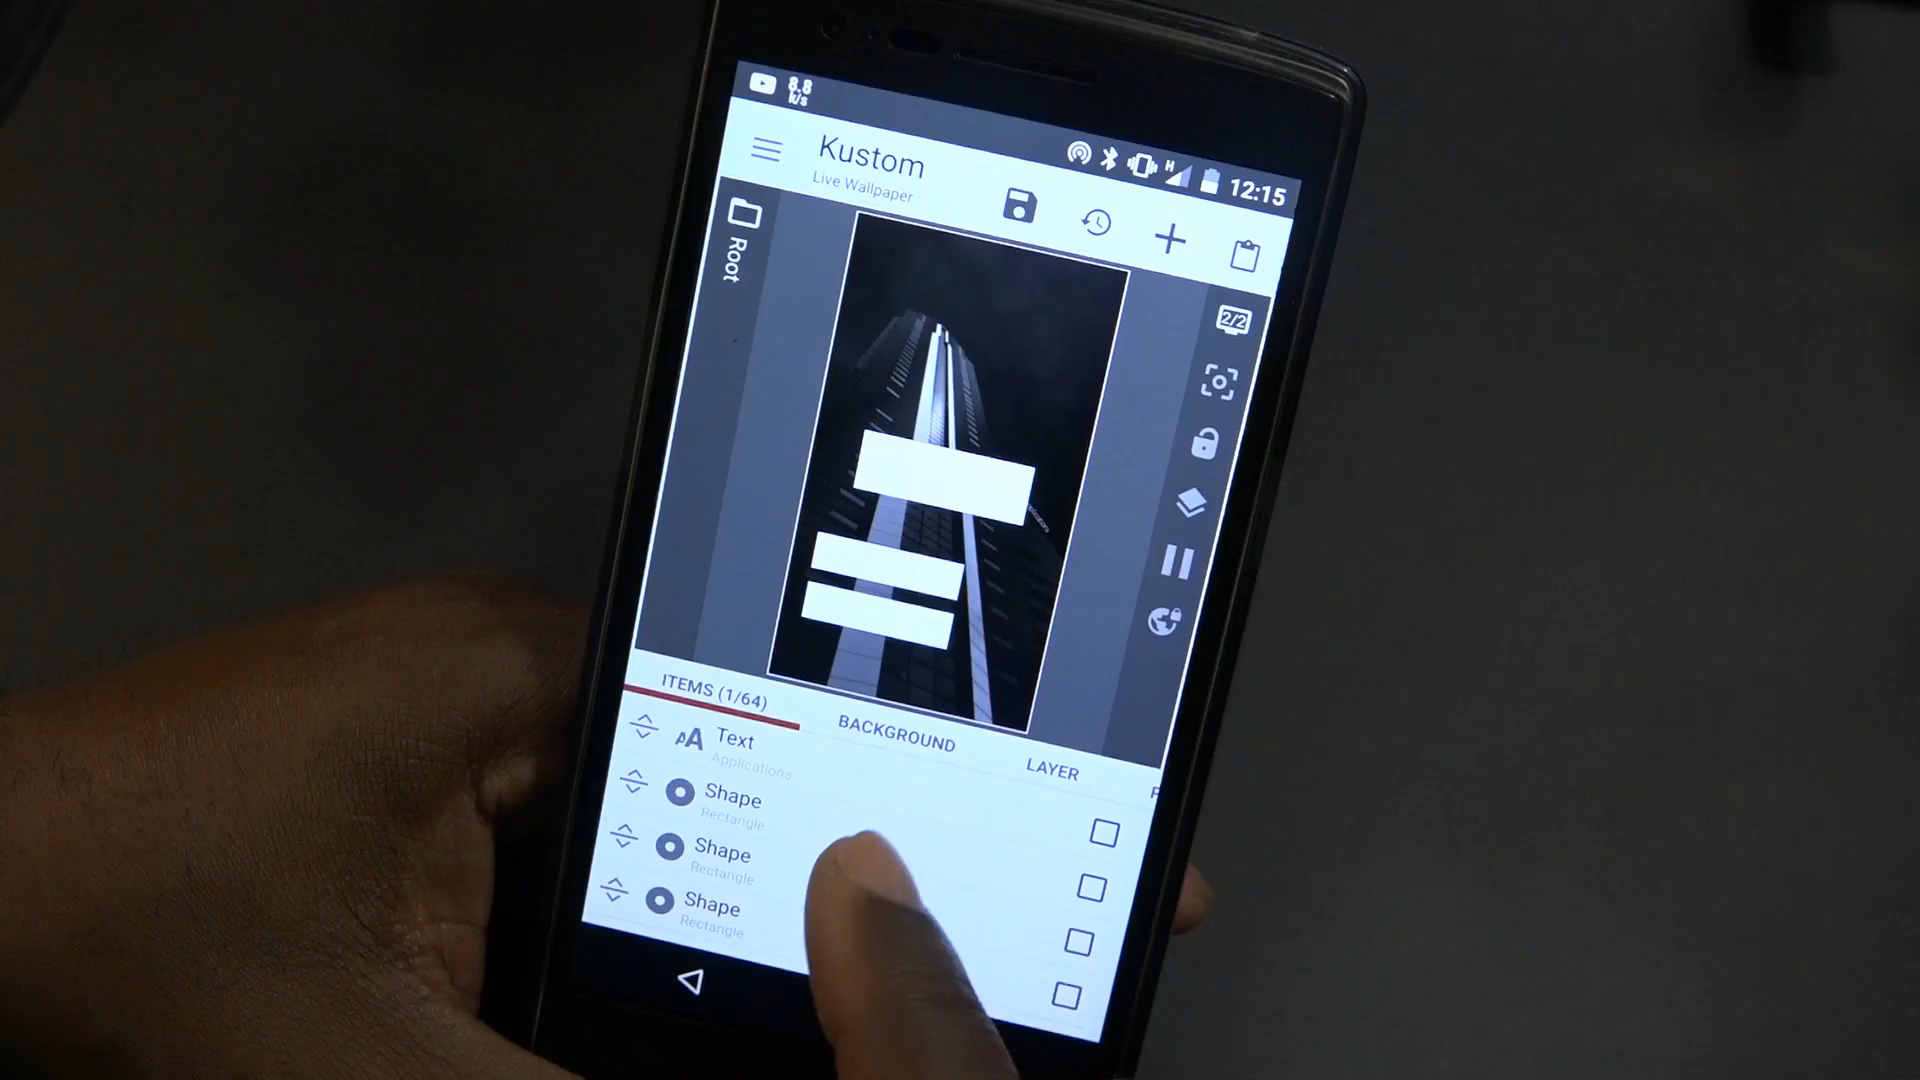 8.8
k/s
H
12:15
Kustom
Live Wallpaper
Root
2/2
ITEMS (1/64)
BACKGROUND
LAYER
Text
Applications
Shape
Rectangle
Shape
Rectangle
Shape
Rectangle